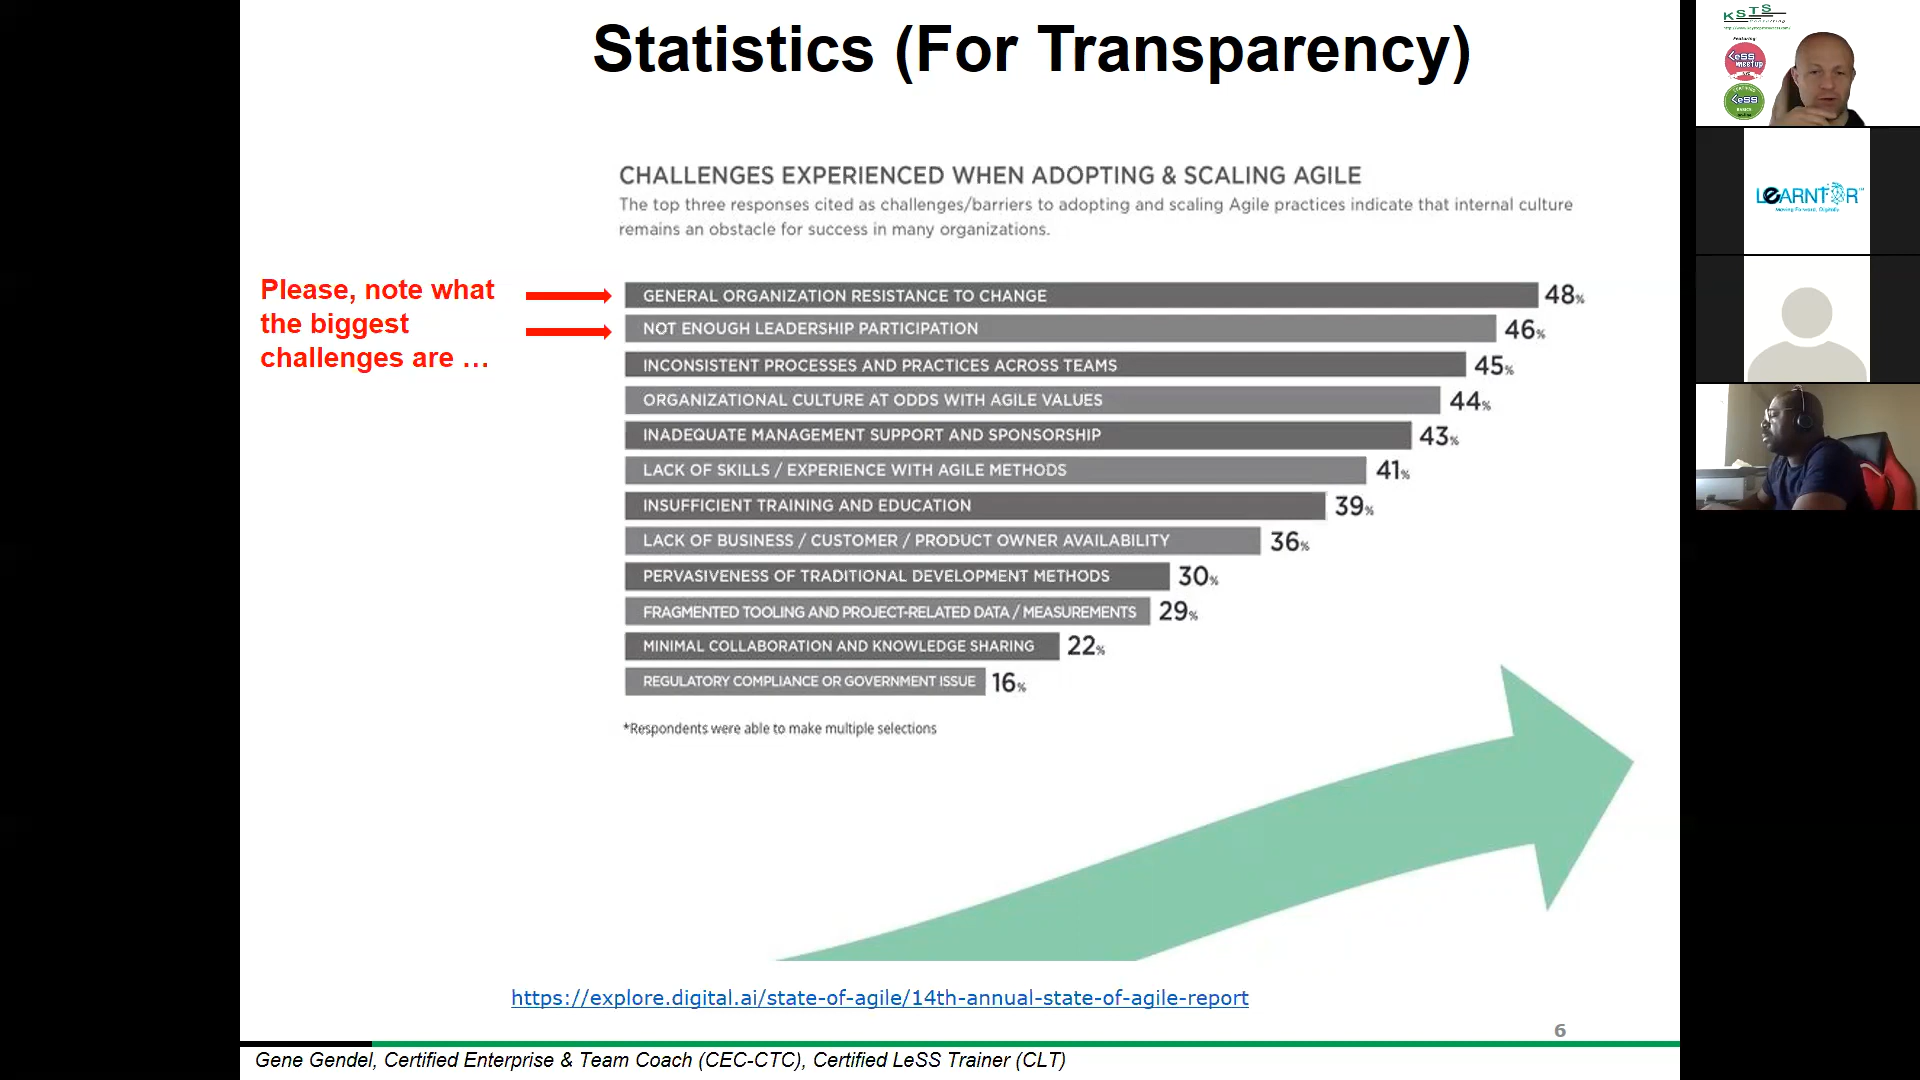 Statistics (For Transparency)
CHALLENGES EXPERIENCED WHEN ADOPTING & SCALING AGILE
The top three responses cited as challenges/barriers to adopting and scaling Agile practices indicate that internal culture
remains an obstacle for success in many organizations.
Please, note what
the biggest
challenges are …
GENERAL ORGANIZATION RESISTANCE TO CHANGE 48%
NOT ENOUGH LEADERSHIP PARTICIPATION 46%
INCONSISTENT PROCESSES AND PRACTICES ACROSS TEAMS 45%
ORGANIZATIONAL CULTURE AT ODDS WITH AGILE VALUES 44%
INADEQUATE MANAGEMENT SUPPORT AND SPONSORSHIP 43%
LACK OF SKILLS / EXPERIENCE WITH AGILE METHODS 41%
INSUFFICIENT TRAINING AND EDUCATION 39%
LACK OF BUSINESS / CUSTOMER / PRODUCT OWNER AVAILABILITY 36%
PERVASIVENESS OF TRADITIONAL DEVELOPMENT METHODS 30%
FRAGMENTED TOOLING AND PROJECT-RELATED DATA / MEASUREMENTS 29%
MINIMAL COLLABORATION AND KNOWLEDGE SHARING 22%
REGULATORY COMPLIANCE OR GOVERNMENT ISSUE 16%
*Respondents were able to make multiple selections
https://explore.digital.ai/state-of-agile/14th-annual-state-of-agile-report
6
Gene Gendel, Certified Enterprise & Team Coach (CEC-CTC), Certified LeSS Trainer (CLT)
KSTS
Featuring
LeSS
meetup
CERTIFIED
LeSS
BASICS
LEARNTOR
Moving Forward. Digitally